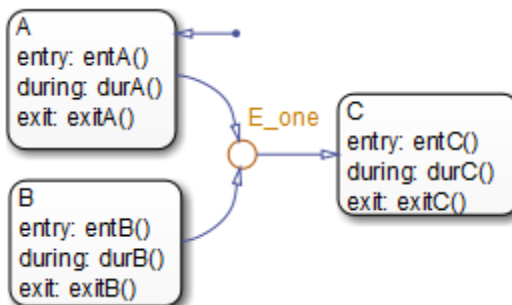 A
entry: entA()
during: durA()
exit: exitA()
E_one
C
entry: entC()
during: durC()
exit: exitC()
B
entry: entB()
during: durB()
exit: exitB()